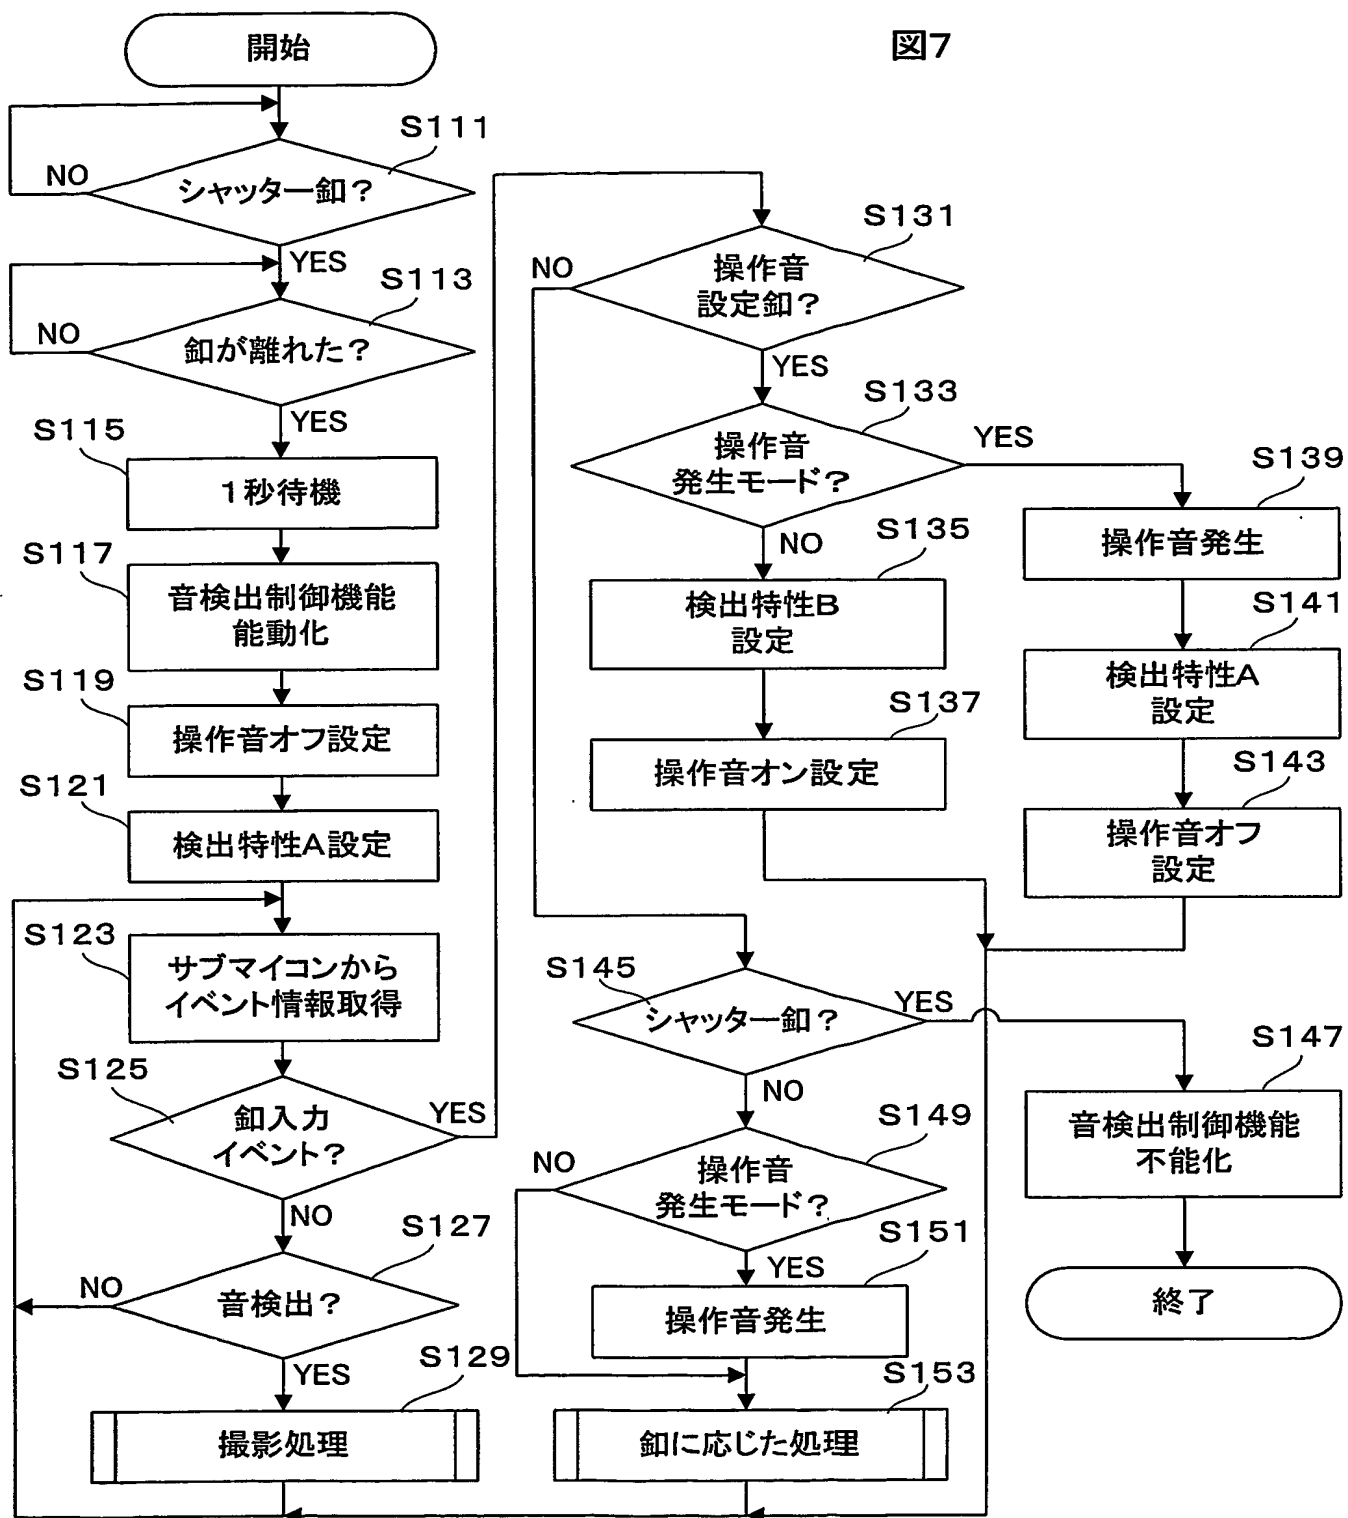 図7
開始
S111
シャッター釦？
NO
YES
S113
釦が離れた？
NO
YES
S115
1秒待機
S117
音検出制御機能
能動化
S119
操作音オフ設定
S121
検出特性A設定
S123
サブマイコンから
イベント情報取得
S125
釦入力
イベント？
YES
NO
S127
音検出？
NO
YES
S129
撮影処理
S131
操作音
設定釦？
NO
YES
S133
操作音
発生モード？
YES
NO
S135
検出特性B
設定
S137
操作音オン設定
S139
操作音発生
S141
検出特性A
設定
S143
操作音オフ
設定
S145
シャッター釦？
YES
NO
S147
音検出制御機能
不能化
終了
S149
操作音
発生モード？
NO
YES
S151
操作音発生
S153
釦に応じた処理